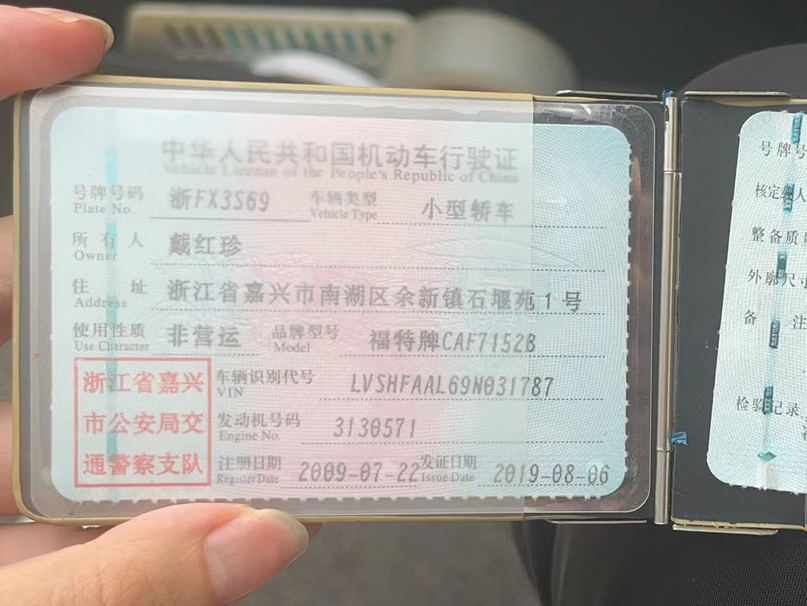 中华人民共和国机动车行驶证
Vehicle License of the People's Republic of China
号牌号码 浙FX3S69 车辆类型 小型轿车
Plate No. Vehicle Type
所有人 戴红珍
Owner
住址 浙江省嘉兴市南湖区余新镇石堰苑1号
Address
使用性质 非营运 品牌型号 福特牌CAF7152B
Use Character Model
浙江省嘉兴 车辆识别代号 LVSHFAAL69N031787
VIN
市公安局交 发动机号码 3130571
Engine No.
通警察支队 注册日期 2009-07-22 发证日期 2019-08-06
Register Date Issue Date
号牌号
核定 人
整备质
外廓尺
备 注
检验记录